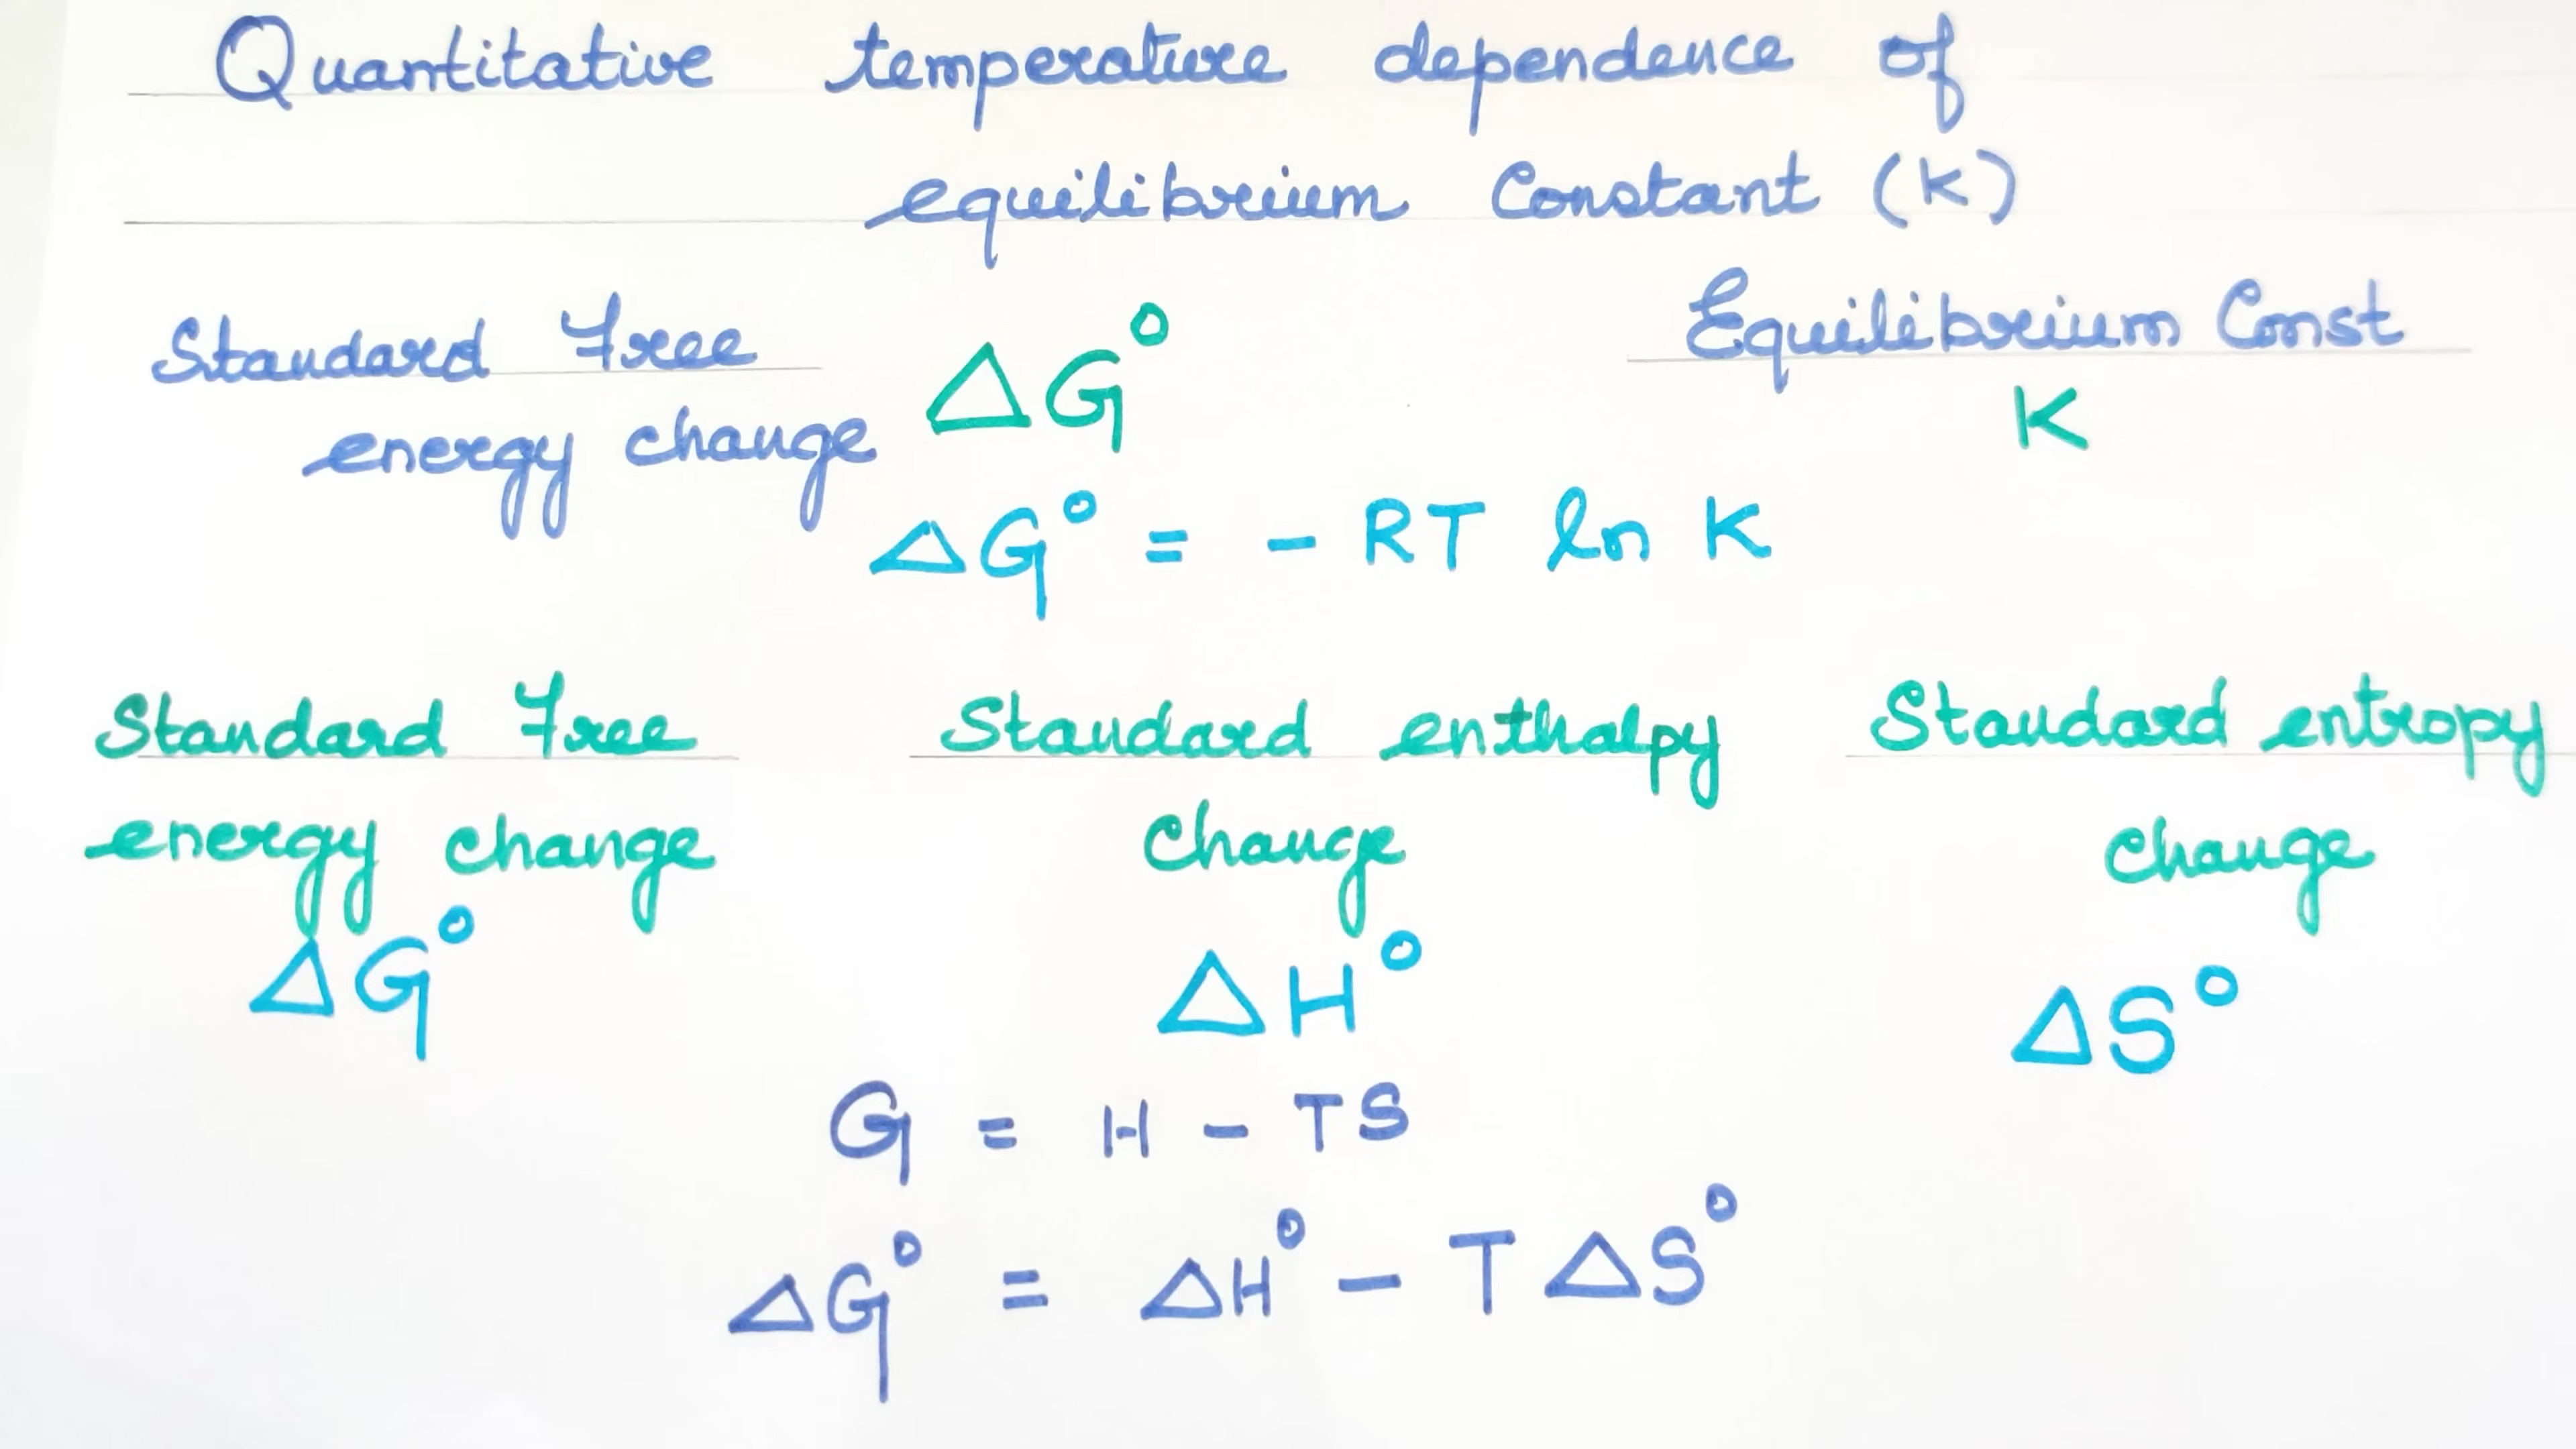 Quantitative temperature dependence of
equilibrium Constant (K)
Standard Free energy change ΔG°
Equilibrium Const
K
ΔG° = - RT ln K
Standard Free energy change
ΔG°
Standard enthalpy change
ΔH°
Standard entropy change
ΔS°
G = H - TS
ΔG° = ΔH° - T ΔS°